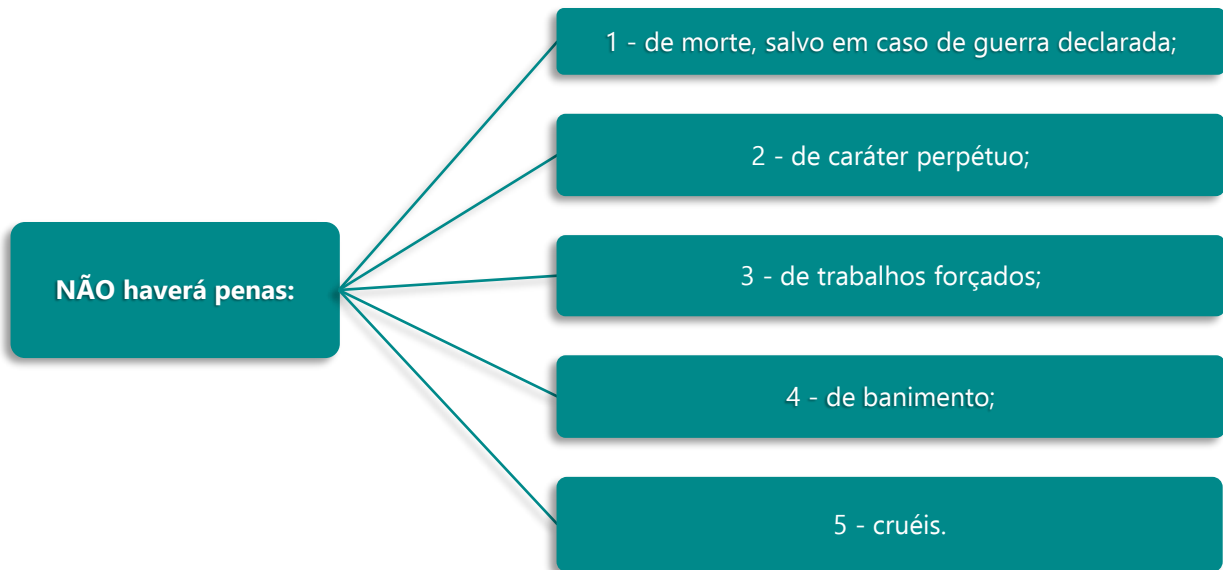 NÃO haverá penas:
1 - de morte, salvo em caso de guerra declarada;
2 - de caráter perpétuo;
3 - de trabalhos forçados;
4 - de banimento;
5 - cruéis.